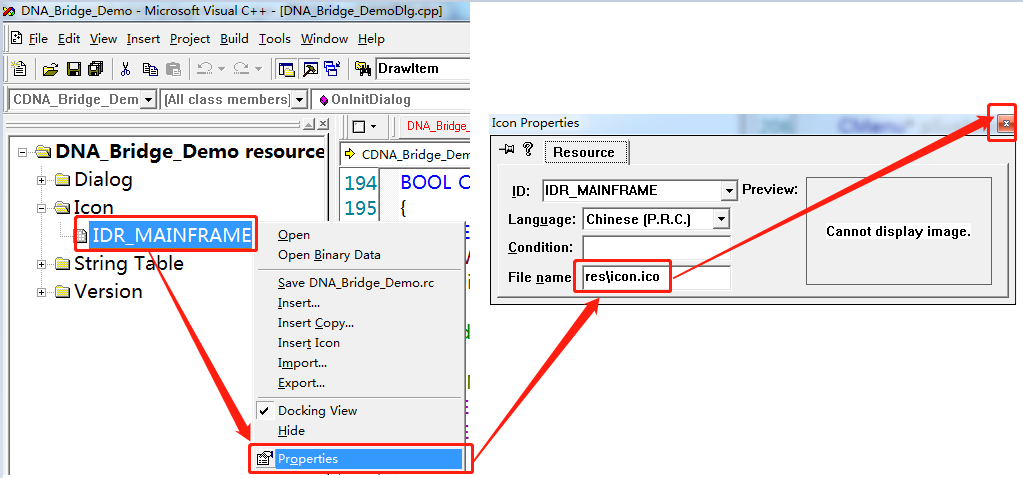 DNA_Bridge_Demo - Microsoft Visual C++ - [DNA_Bridge_DemoDlg.cpp]
File Edit View Insert Project Build Tools Window Help
DrawItem
CDNA_Bridge_Dem [All class members] OnInitDialog
DNA_Bridge_
DNA_Bridge_Demo resource
CDNA_Bridge_Dem
Dialog
194 BOOL C
Icon
195 {
IDR_MAINFRAME
String Table
Version
Open
Open Binary Data
Save DNA_Bridge_Demo.rc
Insert...
Insert Copy...
Insert Icon
Import...
Export...
Docking View
Hide
Properties
Icon Properties
206 CMenu*
Resource
ID: IDR_MAINFRAME Preview:
Language: Chinese (P.R.C.)
Cannot display image.
Condition:
File name: res\icon.ico